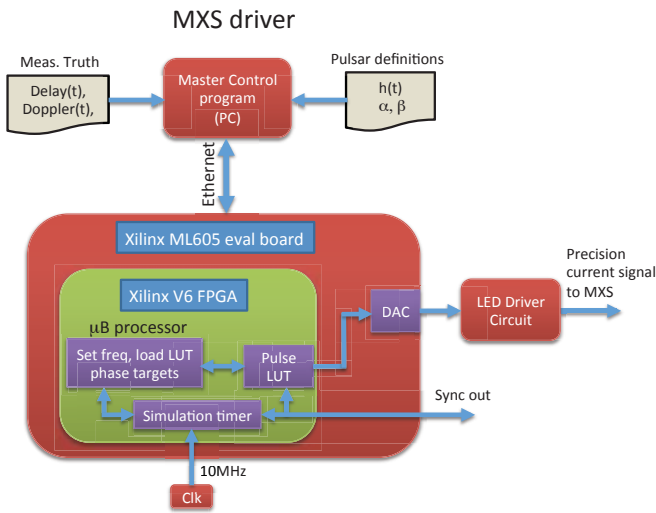 MXS driver
Meas. Truth
Delay(t),
Doppler(t),
Master Control
program
(PC)
Pulsar definitions
h(t)
α, β
Ethernet
Xilinx ML605 eval board
Xilinx V6 FPGA
μB processor
Set freq, load LUT
phase targets
Pulse
LUT
DAC
LED Driver
Circuit
Precision
current signal
to MXS
Simulation timer
Sync out
10MHz
Clk